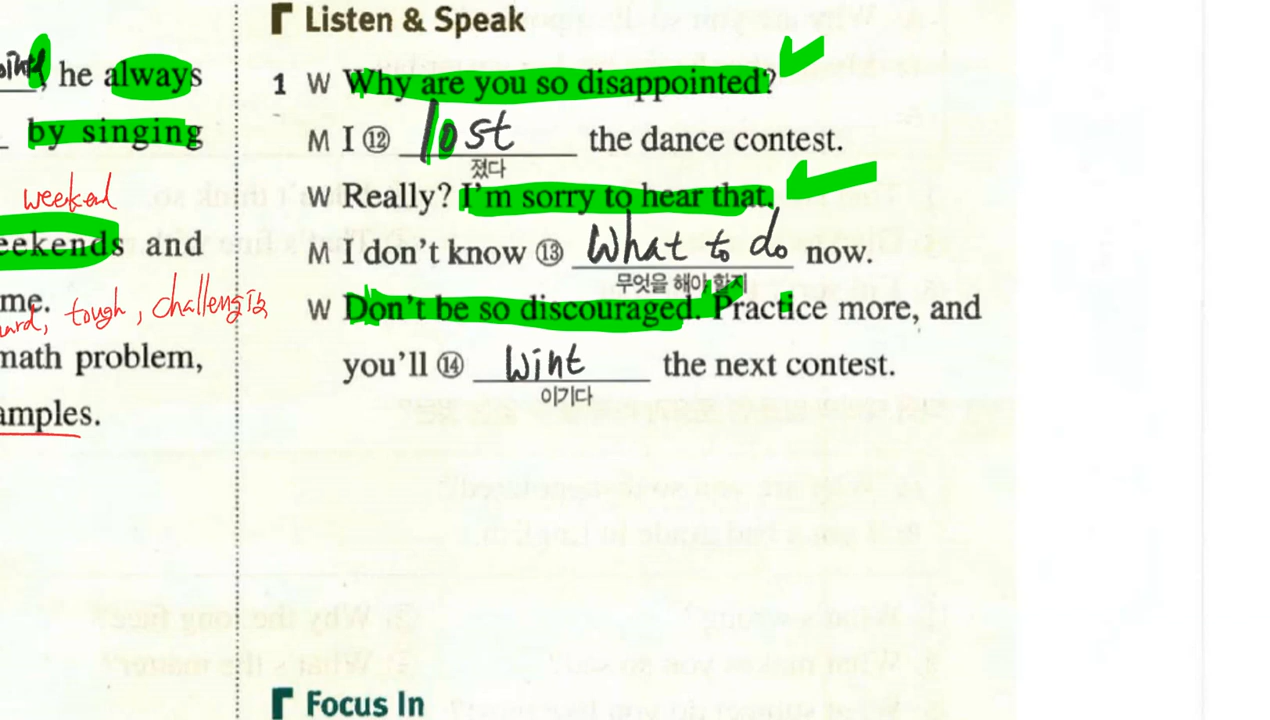 Listen & Speak
he always
by singing
weekend
eekends and
me.
ard, tough, challenging
math problem,
amples.
1 W Why are you so disappointed?
M I ⑫ lost the dance contest.
졌다
W Really? I'm sorry to hear that.
M I don't know ⑬ What to do now.
무엇을 해야 할지
W Don't be so discouraged. Practice more, and
you'll ⑭ wint the next contest.
이기다
Focus In